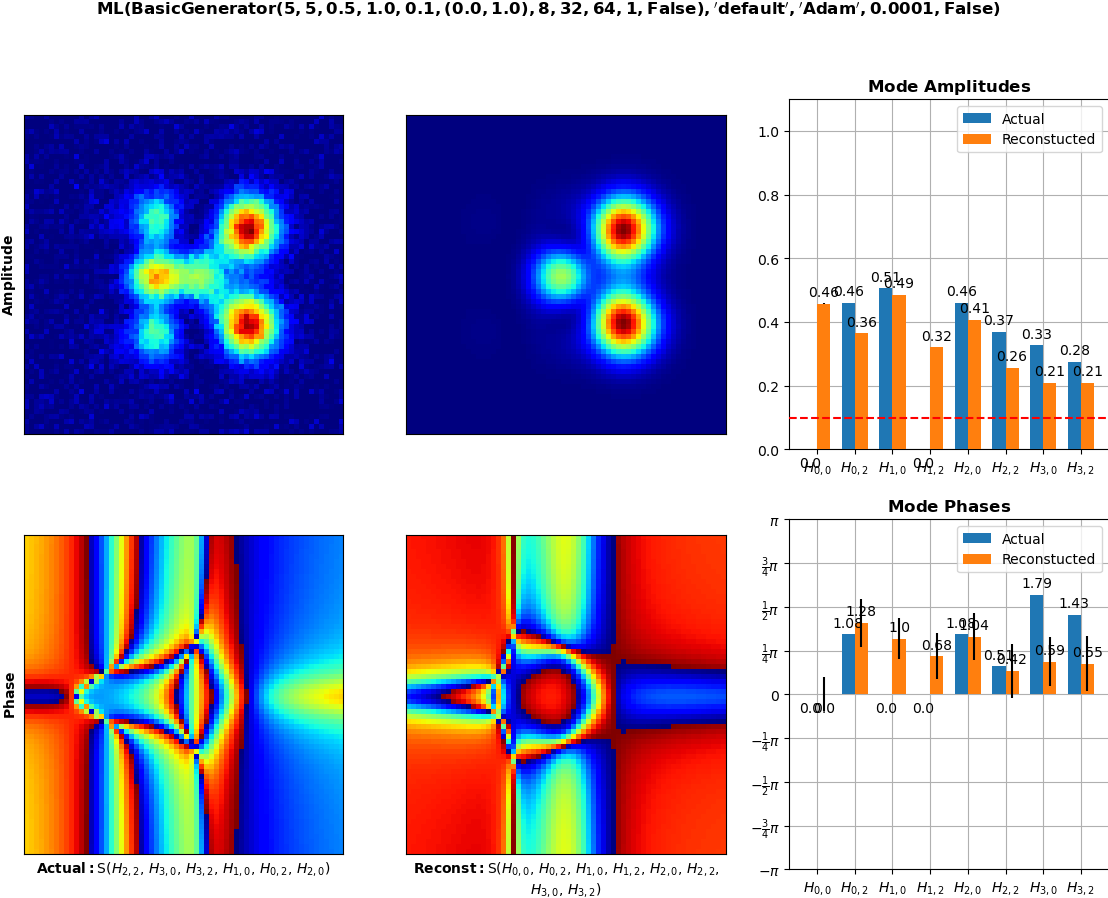 ML(BasicGenerator(5, 5, 0.5, 1.0, 0.1, (0.0, 1.0), 8, 32, 64, 1, False), ′default′, ′Adam′, 0.0001, False)
Mode Amplitudes
Amplitude
1.0
0.8
0.6
0.4
0.2
0.0
Actual
Reconstucted
0.0
0.46
0.46
0.36
0.51
0.49
0.0
0.32
0.46
0.41
0.37
0.26
0.33
0.21
0.28
0.21
H0,0 H0,2 H1,0 H1,2 H2,0 H2,2 H3,0 H3,2
Mode Phases
Phase
π
3/4π
1/2π
1/4π
0
−1/4π
−1/2π
−3/4π
−π
Actual
Reconstucted
0.0
0.0
1.08
1.28
0.0
1.0
0.0
0.68
1.08
1.04
0.51
0.42
1.79
0.59
1.43
0.55
H0,0 H0,2 H1,0 H1,2 H2,0 H2,2 H3,0 H3,2
Actual: S(H2,2, H3,0, H3,2, H1,0, H0,2, H2,0)
Reconst: S(H0,0, H0,2, H1,0, H1,2, H2,0, H2,2,
H3,0, H3,2)